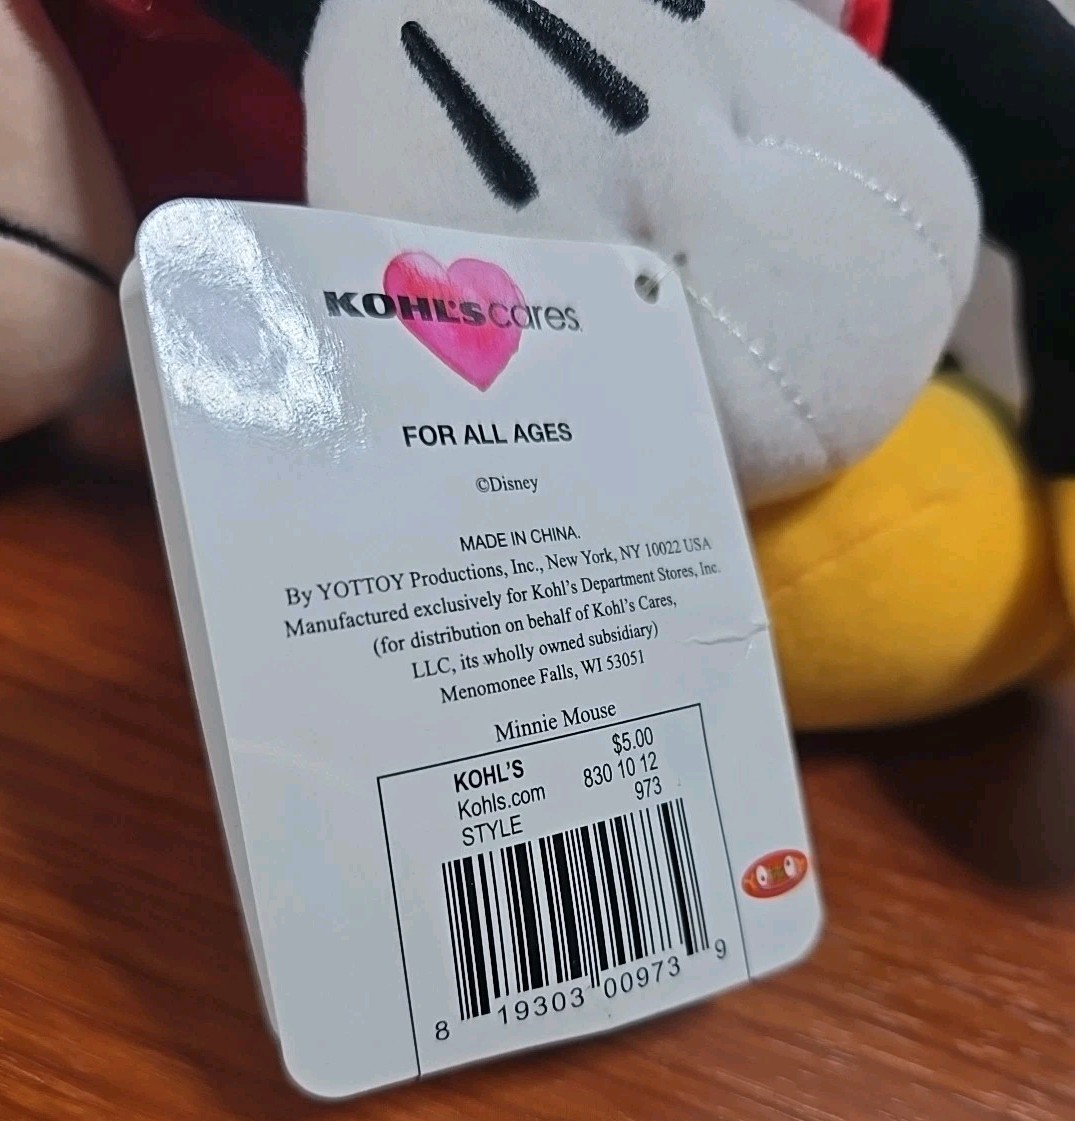 KOHL'S cares
FOR ALL AGES
©Disney
MADE IN CHINA.
By YOTTOY Productions, Inc., New York, NY 10022 USA
Manufactured exclusively for Kohl's Department Stores, Inc.
(for distribution on behalf of Kohl's Cares,
LLC, its wholly owned subsidiary)
Menomonee Falls, WI 53051
Minnie Mouse
KOHL'S $5.00
Kohls.com 830 10 12
STYLE 973
8 19303 00973 9